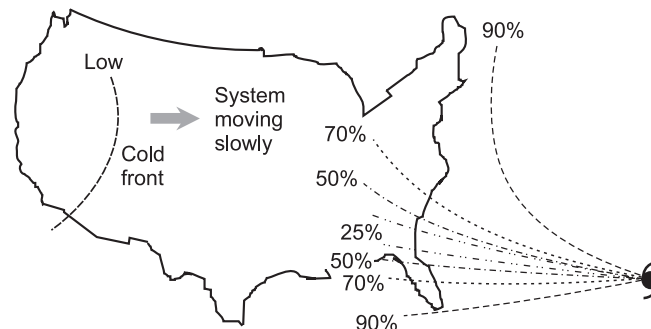 90%
Low
System
moving
slowly
70%
Cold
front
50%
25%
50%
70%
90%